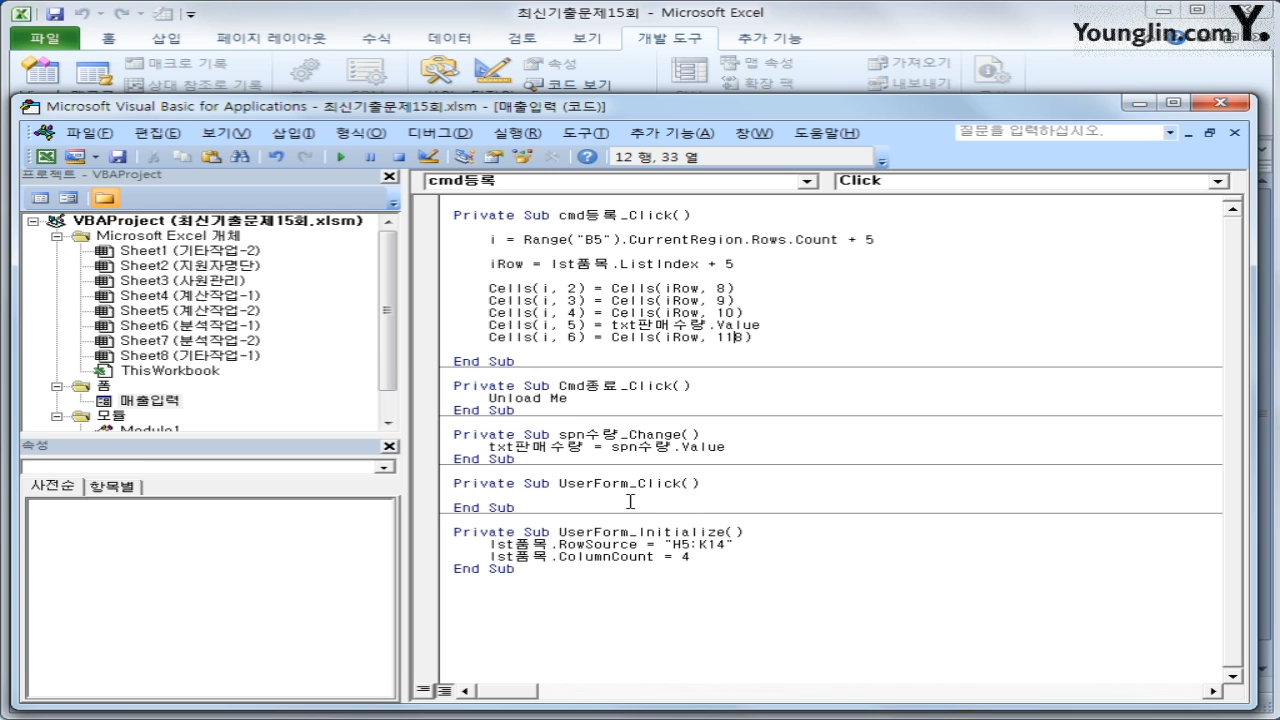 최신기출문제15회 - Microsoft Excel
Younglin.com Y.
파일 홈 삽입 페이지 레이아웃 수식 데이터 검토 보기 개발 도구 추가 기능
매크로 기록 속성 맵 속성 가져오기
상대 참조로 기록 코드 보기 확장 팩 내보내기
Microsoft Visual Basic for Applications - 최신기출문제15회.xlsm - [매출입력 (코드)]
파일(F) 편집(E) 보기(V) 삽입(I) 형식(O) 디버그(D) 실행(R) 도구(T) 추가 기능(A) 창(W) 도움말(H) 질문을 입력하십시오.
12 행, 33 열
프로젝트 - VBAProject
cmd등록 Click
VBAProject (최신기출문제15회.xlsm)
Microsoft Excel 개체
Sheet1 (기타작업-2)
Sheet2 (지원자명단)
Sheet3 (사원관리)
Sheet4 (계산작업-1)
Sheet5 (계산작업-2)
Sheet6 (분석작업-1)
Sheet7 (분석작업-2)
Sheet8 (기타작업-1)
ThisWorkbook
폼
매출입력
모듈
Module1
속성
사전순 항목별
Private Sub cmd등록_Click()
i = Range("B5").CurrentRegion.Rows.Count + 5
iRow = lst품목.ListIndex + 5
Cells(i, 2) = Cells(iRow, 8)
Cells(i, 3) = Cells(iRow, 9)
Cells(i, 4) = Cells(iRow, 10)
Cells(i, 5) = txt판매수량.Value
Cells(i, 6) = Cells(iRow, 118)
End Sub
Private Sub Cmd종료_Click()
Unload Me
End Sub
Private Sub spn수량_Change()
txt판매수량 = spn수량.Value
End Sub
Private Sub UserForm_Click()
End Sub
Private Sub UserForm_Initialize()
lst품목.RowSource = "H5:K14"
lst품목.ColumnCount = 4
End Sub